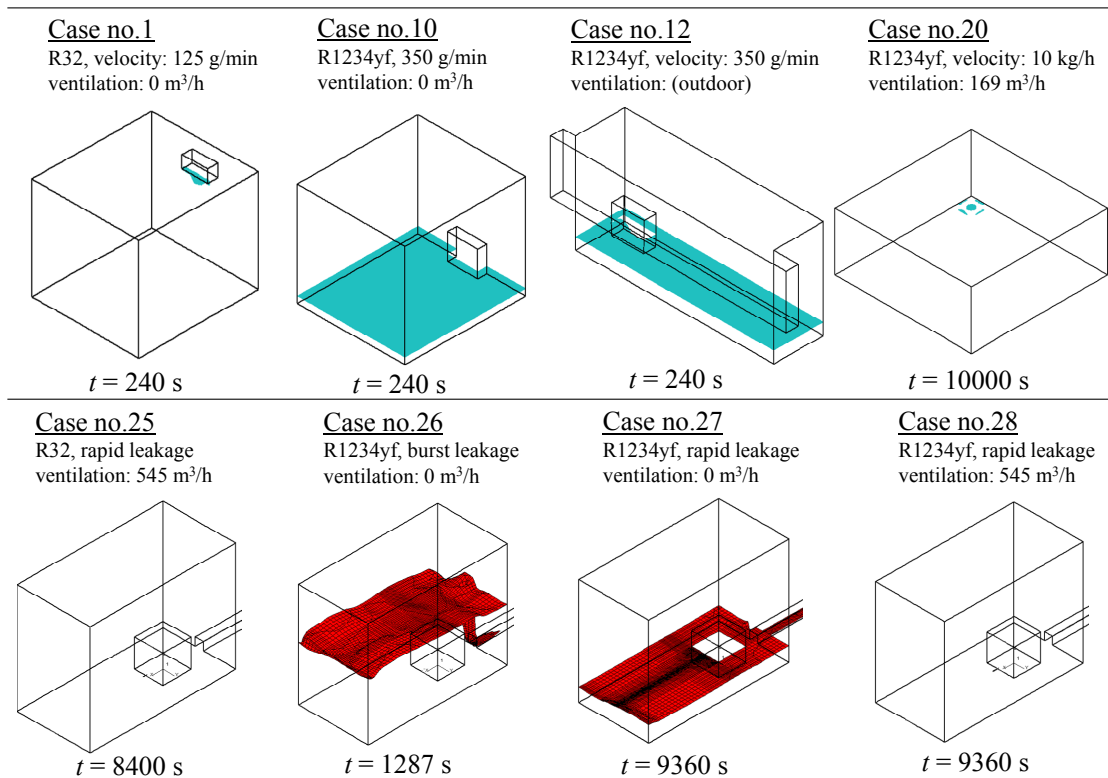 Case no.1
R32, velocity: 125 g/min
ventilation: 0 m³/h
t = 240 s
Case no.10
R1234yf, 350 g/min
ventilation: 0 m³/h
t = 240 s
Case no.12
R1234yf, velocity: 350 g/min
ventilation: (outdoor)
t = 240 s
Case no.20
R1234yf, velocity: 10 kg/h
ventilation: 169 m³/h
t = 10000 s
Case no.25
R32, rapid leakage
ventilation: 545 m³/h
t = 8400 s
Case no.26
R1234yf, burst leakage
ventilation: 0 m³/h
t = 1287 s
Case no.27
R1234yf, rapid leakage
ventilation: 0 m³/h
t = 9360 s
Case no.28
R1234yf, rapid leakage
ventilation: 545 m³/h
t = 9360 s